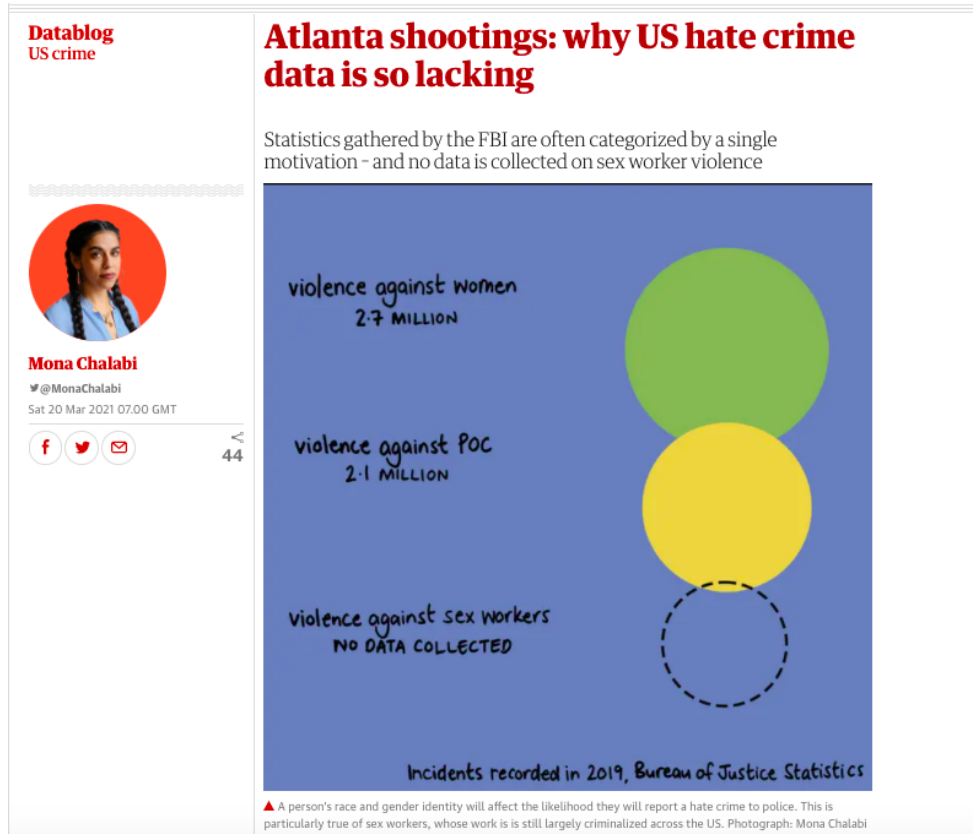 Datablog
US crime
Atlanta shootings: why US hate crime
data is so lacking
Statistics gathered by the FBI are often categorized by a single
motivation – and no data is collected on sex worker violence
Mona Chalabi
@MonaChalabi
Sat 20 Mar 2021 07.00 GMT
f
44
violence against women
2.7 MILLION
violence against POC
2.1 MILLION
violence against sex workers
NO DATA COLLECTED
Incidents recorded in 2019, Bureau of Justice Statistics
A person's race and gender identity will affect the likelihood they will report a hate crime to police. This is
particularly true of sex workers, whose work is is still largely criminalized across the US. Photograph: Mona Chalabi